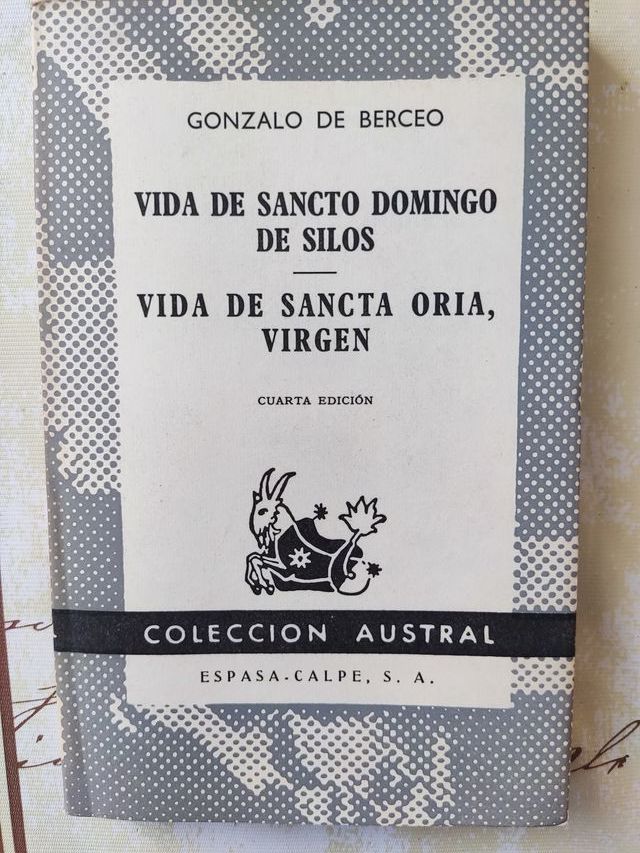 GONZALO DE BERCEO
VIDA DE SANCTO DOMINGO
DE SILOS
VIDA DE SANCTA ORIA,
VIRGEN
CUARTA EDICIÓN
COLECCION AUSTRAL
ESPASA-CALPE, S. A.